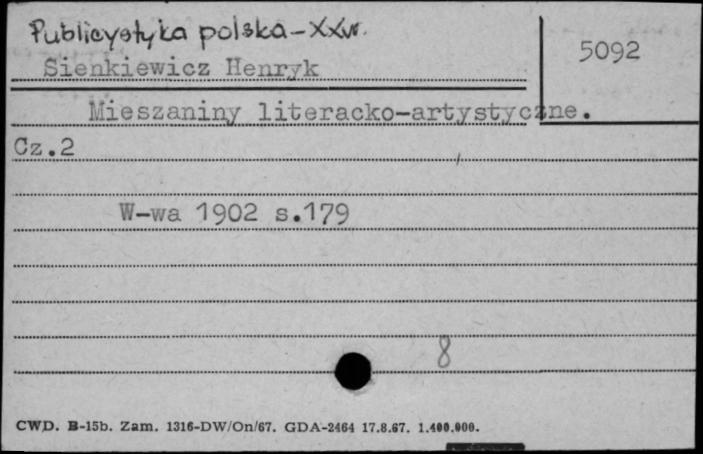 Publicystyka polska-XXw.
5092
Sienkiewicz Henryk
Mieszaniny literacko-artystyczne.
Cz.2
W-wa 1902 s.179
8
CWD. B-15b. Zam. 1316-DW/On/67. GDA-2464 17.8.67. 1.400.000.